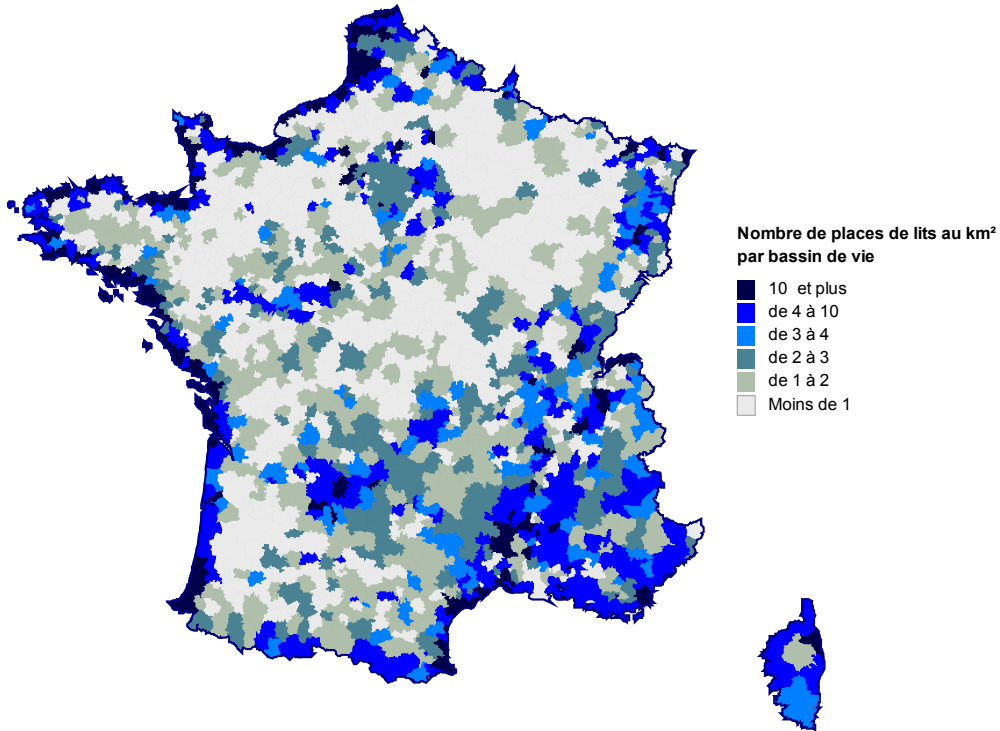 Nombre de places de lits au km²
par bassin de vie
10 et plus
de 4 à 10
de 3 à 4
de 2 à 3
de 1 à 2
Moins de 1